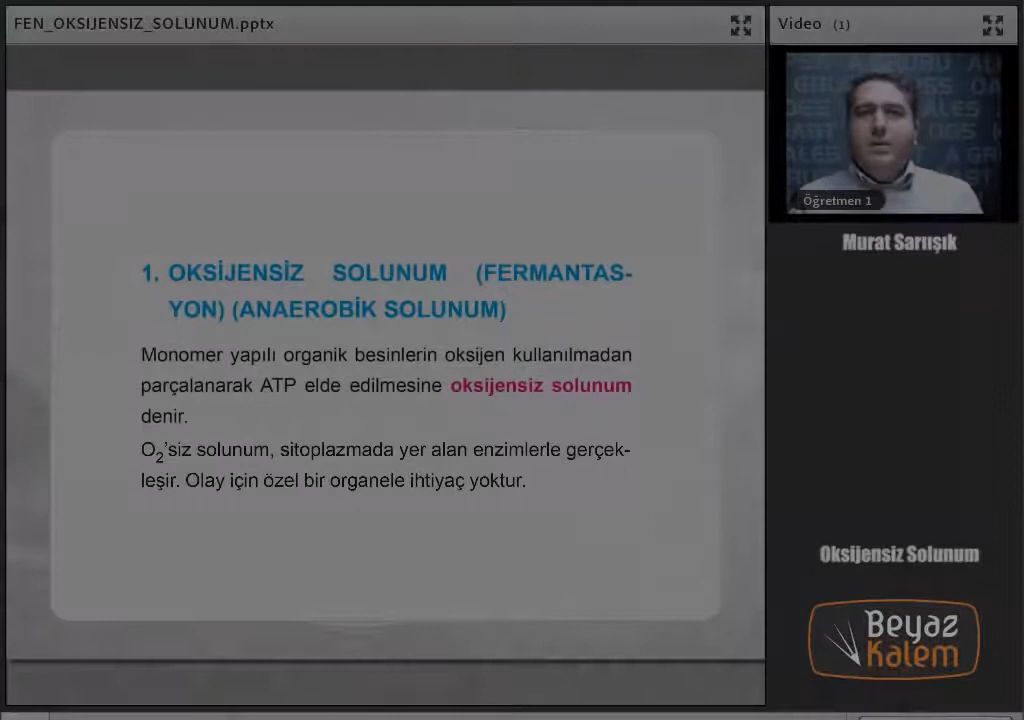 FEN_OKSIJENSIZ_SOLUNUM.pptx
Video (1)
Öğretmen 1
Murat Sarıışık
1. OKSİJENSİZ SOLUNUM (FERMANTAS-
YON) (ANAEROBİK SOLUNUM)
Monomer yapılı organik besinlerin oksijen kullanılmadan
parçalanarak ATP elde edilmesine oksijensiz solunum
denir.
O₂'siz solunum, sitoplazmada yer alan enzimlerle gerçek-
leşir. Olay için özel bir organele ihtiyaç yoktur.
Oksijensiz Solunum
Beyaz
Kalem